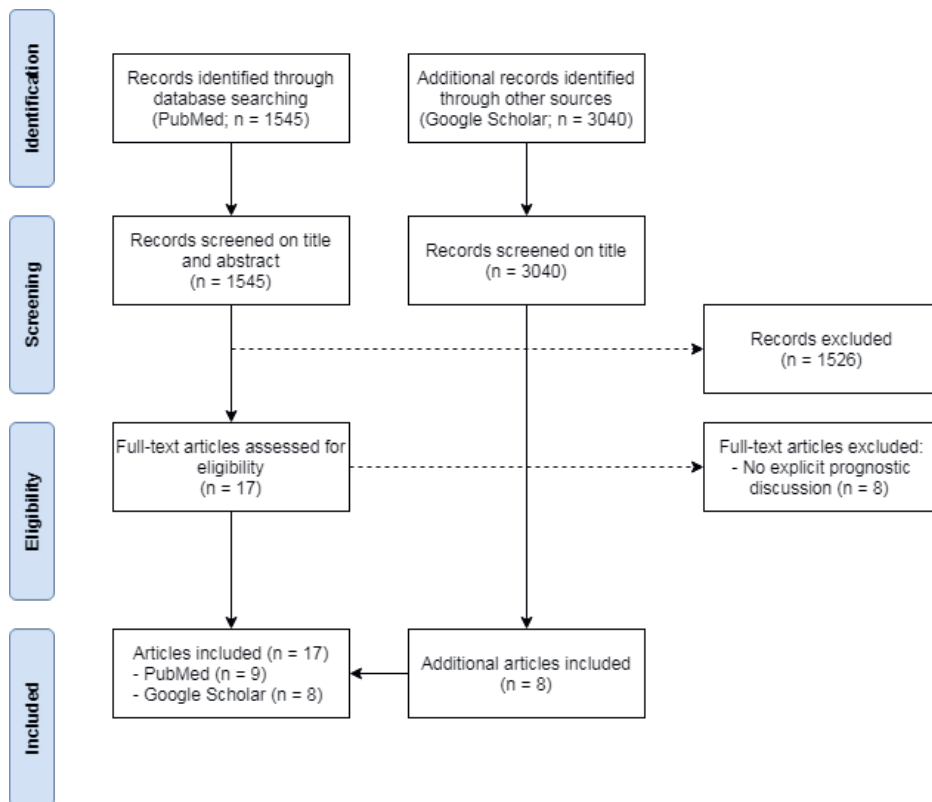 Identification
Records identified through
database searching
(PubMed; n = 1545)
Additional records identified
through other sources
(Google Scholar; n = 3040)
Screening
Records screened on title
and abstract
(n = 1545)
Records screened on title
(n = 3040)
Records excluded
(n = 1526)
Eligibility
Full-text articles assessed for
eligibility
(n = 17)
Full-text articles excluded:
- No explicit prognostic
discussion (n = 8)
Included
Articles included (n = 17)
- PubMed (n = 9)
- Google Scholar (n = 8)
Additional articles included
(n = 8)